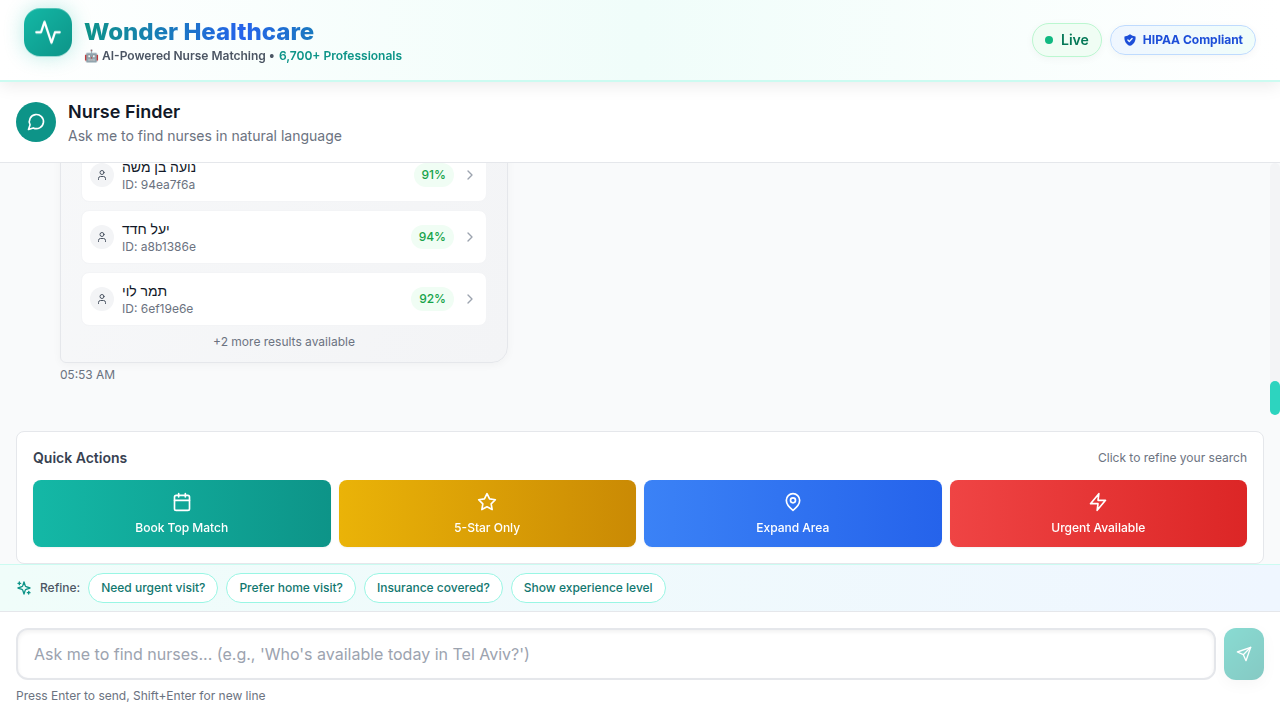 Wonder Healthcare
🤖 AI-Powered Nurse Matching • 6,700+ Professionals
Live
HIPAA Compliant
Nurse Finder
Ask me to find nurses in natural language
נועה בן משה
ID: 94ea7f6a
91%
יעל חדד
ID: a8b1386e
94%
תמר לוי
ID: 6ef19e6e
92%
+2 more results available
05:53 AM
Quick Actions
Click to refine your search
Book Top Match
5-Star Only
Expand Area
Urgent Available
Refine:
Need urgent visit?
Prefer home visit?
Insurance covered?
Show experience level
Ask me to find nurses... (e.g., 'Who's available today in Tel Aviv?')
Press Enter to send, Shift+Enter for new line